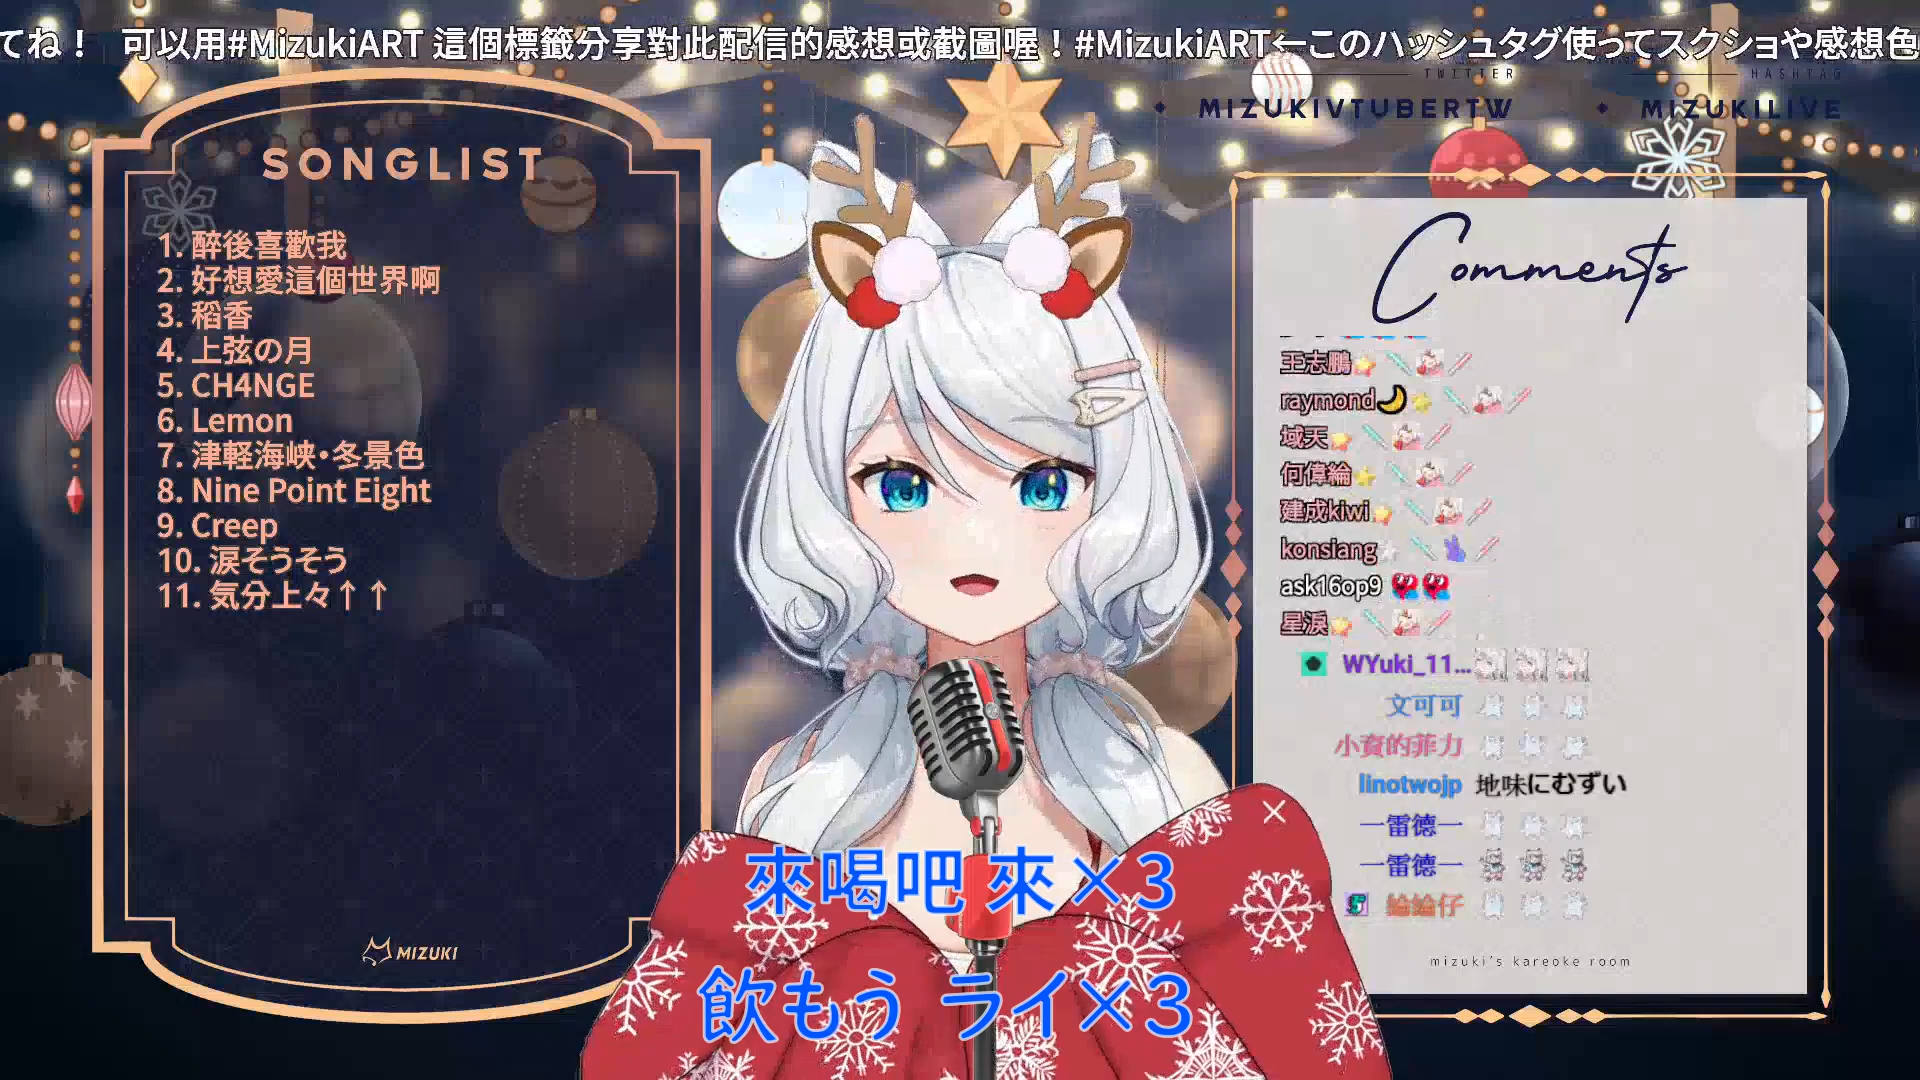 てね！ 可以用#MizukiART 這個標籤分享對此配信的感想或截圖喔！#MizukiART←このハッシュタグ使ってスクショや感想色
TWITTER
HASHTAG
MIZUKIVTUBERTW
MIZUKILIVE
SONGLIST
1. 醉後喜歡我
2. 好想愛這個世界啊
3. 稻香
4. 上弦の月
5. CH4NGE
6. Lemon
7. 津軽海峡・冬景色
8. Nine Point Eight
9. Creep
10. 涙そうそう
11. 気分上々↑↑
MIZUKI
Comments
王志鵬
raymond
域天
何偉綸
建成kiwi
konsiang
ask16op9
星淚
WYuki_11...
文可可
小資的菲力
linotwojp 地味にむずい
一雷德一
一雷德一
綸綸仔
mizuki's kareoke room
來喝吧 來×3
飲もう ライ×3